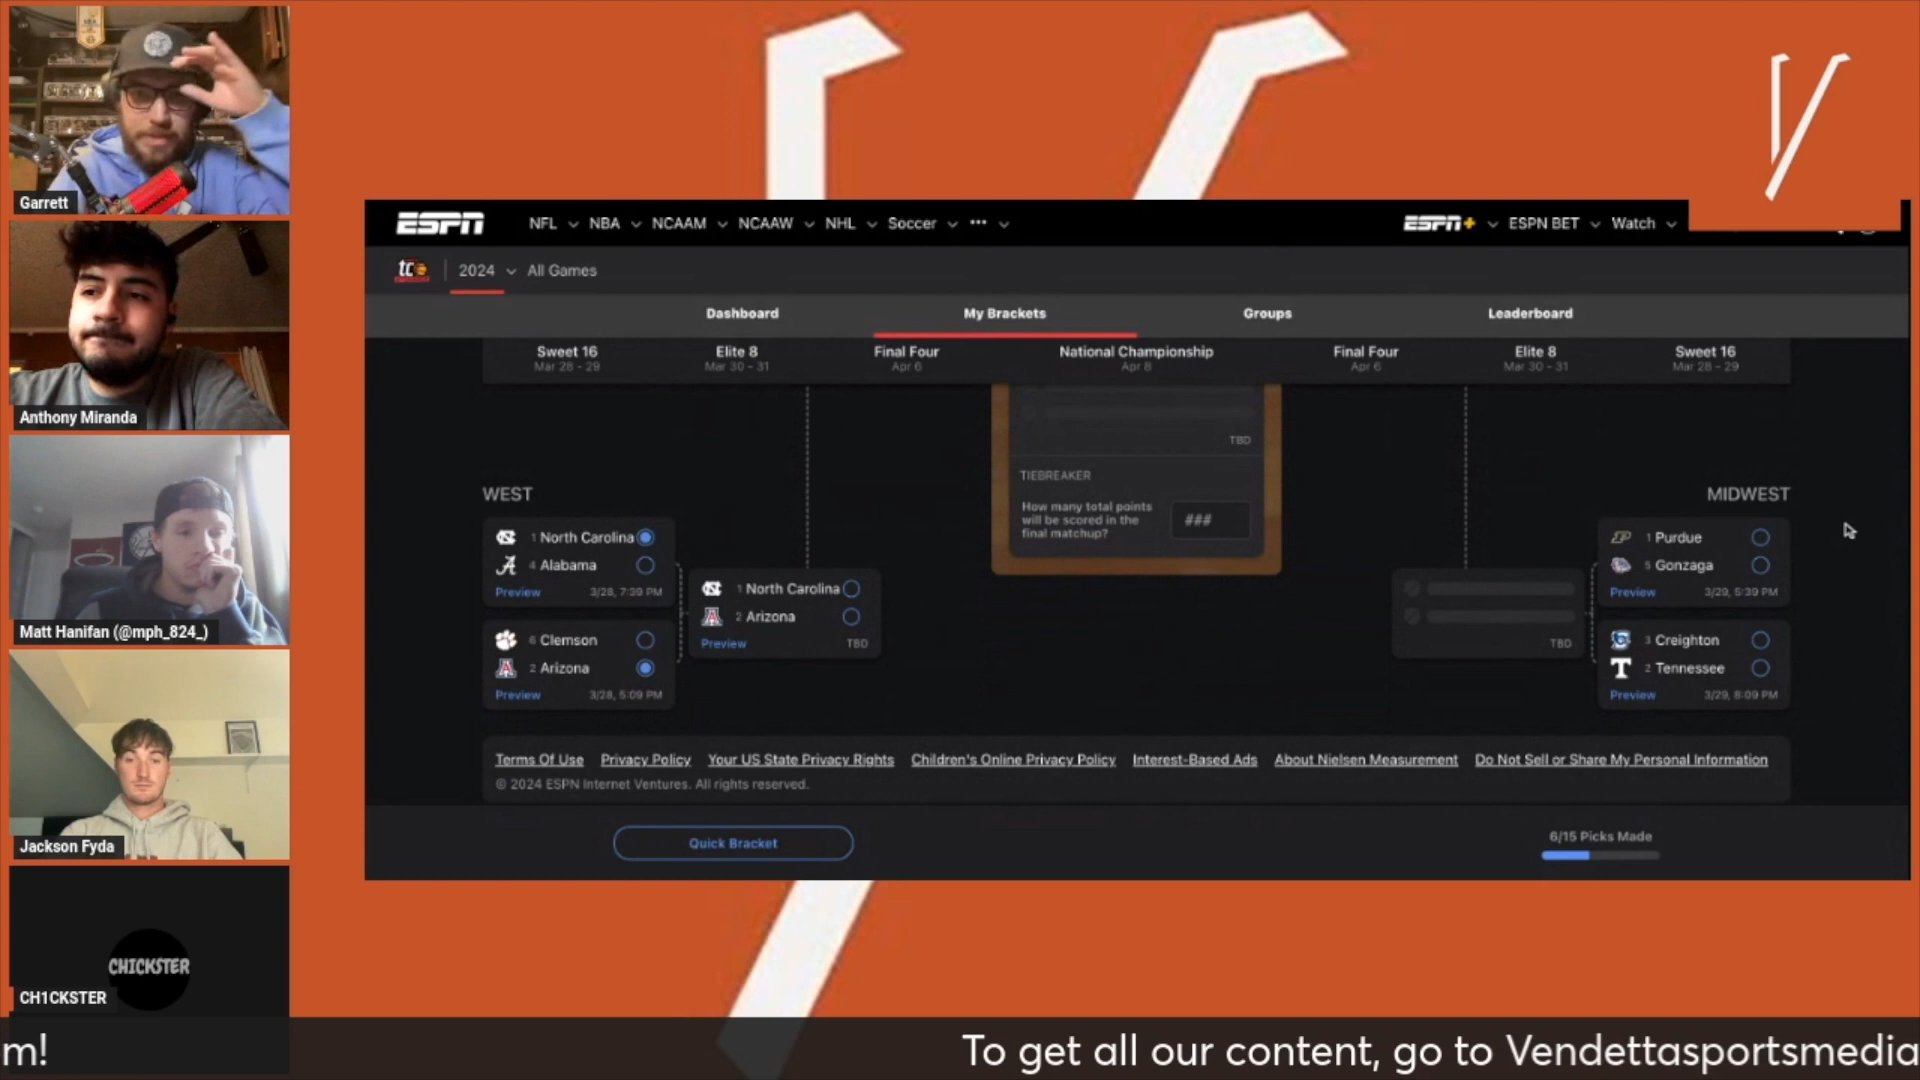 Garrett
Anthony Miranda
Matt Hanifan (@mph_824_)
Jackson Fyda
CHICKSTER
CH1CKSTER
ESPN
NFL
NBA
NCAAM
NCAAW
NHL
Soccer
•••
ESPN+
ESPN BET
Watch
tc
2024
All Games
Dashboard
My Brackets
Groups
Leaderboard
Sweet 16
Mar 28 - 29
Elite 8
Mar 30 - 31
Final Four
Apr 6
National Championship
Apr 8
Final Four
Apr 6
Elite 8
Mar 30 - 31
Sweet 16
Mar 28 - 29
TBD
TIEBREAKER
How many total points
will be scored in the
final matchup?
###
WEST
1 North Carolina
4 Alabama
Preview 3/28, 7:39 PM
6 Clemson
2 Arizona
Preview 3/28, 5:09 PM
1 North Carolina
2 Arizona
Preview TBD
TBD
MIDWEST
1 Purdue
5 Gonzaga
Preview 3/29, 5:39 PM
3 Creighton
2 Tennessee
Preview 3/29, 8:09 PM
Terms Of Use Privacy Policy Your US State Privacy Rights Children's Online Privacy Policy Interest-Based Ads About Nielsen Measurement Do Not Sell or Share My Personal Information
© 2024 ESPN Internet Ventures. All rights reserved.
Quick Bracket
6/15 Picks Made
m! To get all our content, go to Vendettasportsmedia